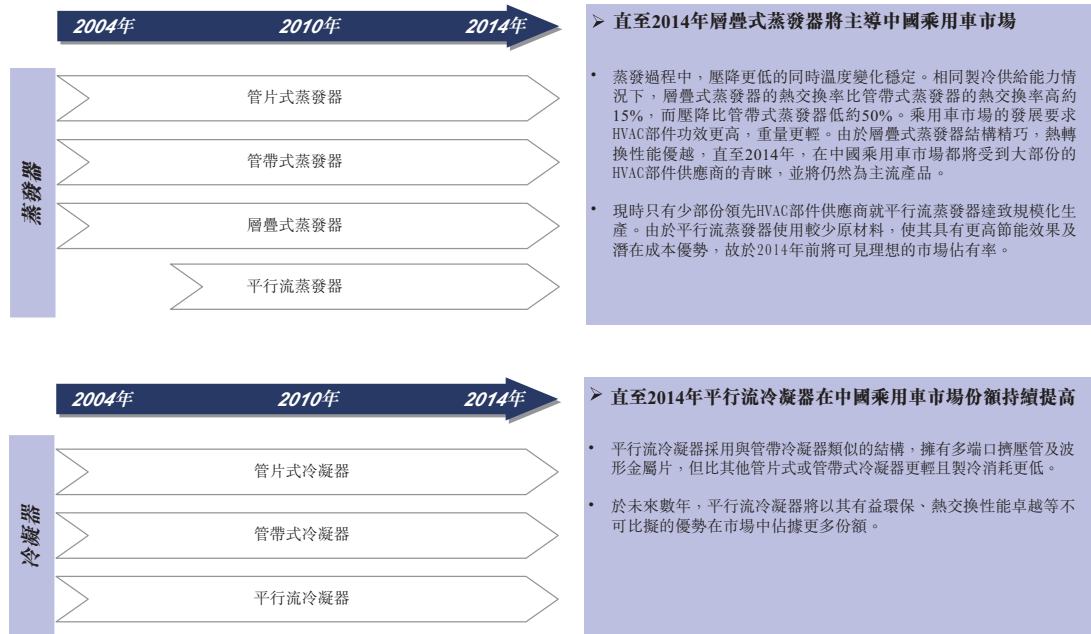 2004年 2010年 2014年
蒸發器
管片式蒸發器
管帶式蒸發器
層疊式蒸發器
平行流蒸發器
➢ 直至2014年層疊式蒸發器將主導中國乘用車市場
• 蒸發過程中，壓降更低的同時溫度變化穩定。相同製冷供給能力情
況下，層疊式蒸發器的熱交換率比管帶式蒸發器的熱交換率高約
15%，而壓降比管帶式蒸發器低約50%。乘用車市場的發展要求
HVAC部件功效更高，重量更輕。由於層疊式蒸發器結構精巧，熱轉
換性能優越，直至2014年，在中國乘用車市場都將受到大部份的
HVAC部件供應商的青睞，並將仍然為主流產品。
• 現時只有少部份領先HVAC部件供應商就平行流蒸發器達致規模化生
產。由於平行流蒸發器使用較少原材料，使其具有更高節能效果及
潛在成本優勢，故於2014年前將可見理想的市場佔有率。
2004年 2010年 2014年
冷凝器
管片式冷凝器
管帶式冷凝器
平行流冷凝器
➢ 直至2014年平行流冷凝器在中國乘用車市場份額持續提高
• 平行流冷凝器採用與管帶冷凝器類似的結構，擁有多端口擠壓管及波
形金屬片，但比其他管片式或管帶式冷凝器更輕且製冷消耗更低。
• 於未來數年，平行流冷凝器將以其有益環保、熱交換性能卓越等不
可比擬的優勢在市場中佔據更多份額。